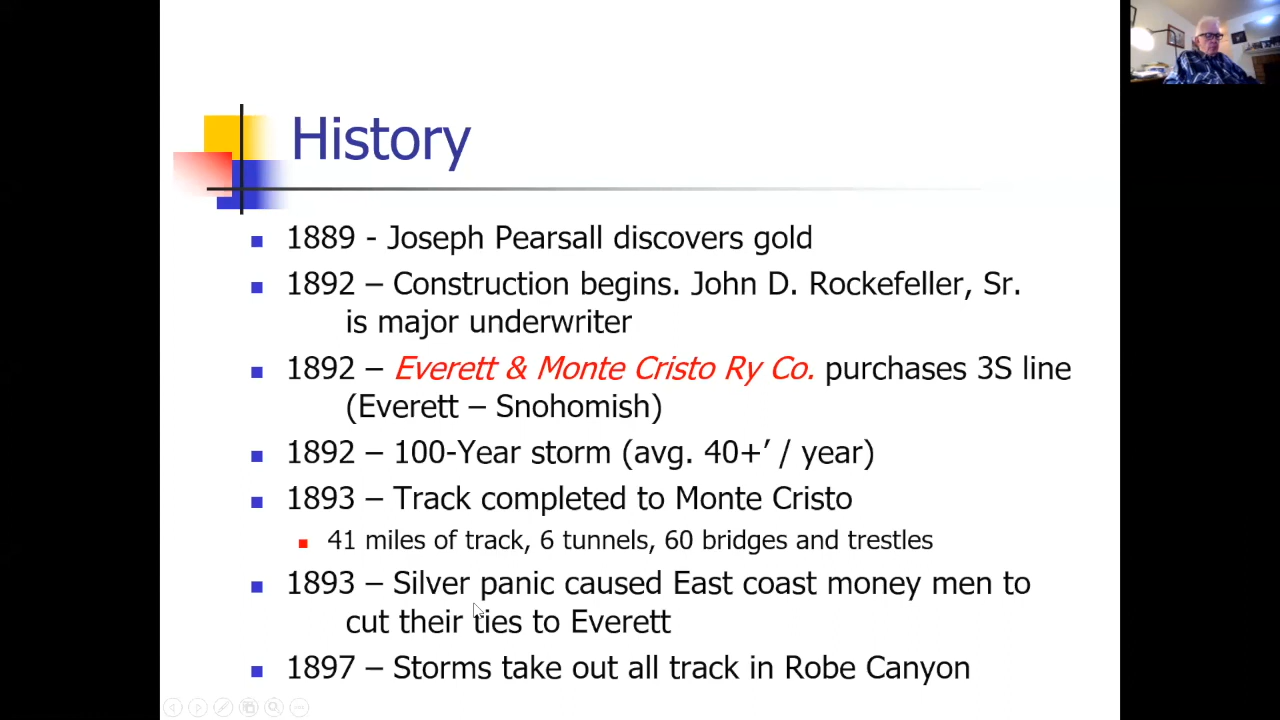 History
1889 - Joseph Pearsall discovers gold
1892 – Construction begins. John D. Rockefeller, Sr.
is major underwriter
1892 – Everett & Monte Cristo Ry Co. purchases 3S line
(Everett – Snohomish)
1892 – 100-Year storm (avg. 40+’ / year)
1893 – Track completed to Monte Cristo
41 miles of track, 6 tunnels, 60 bridges and trestles
1893 – Silver panic caused East coast money men to
cut their ties to Everett
1897 – Storms take out all track in Robe Canyon